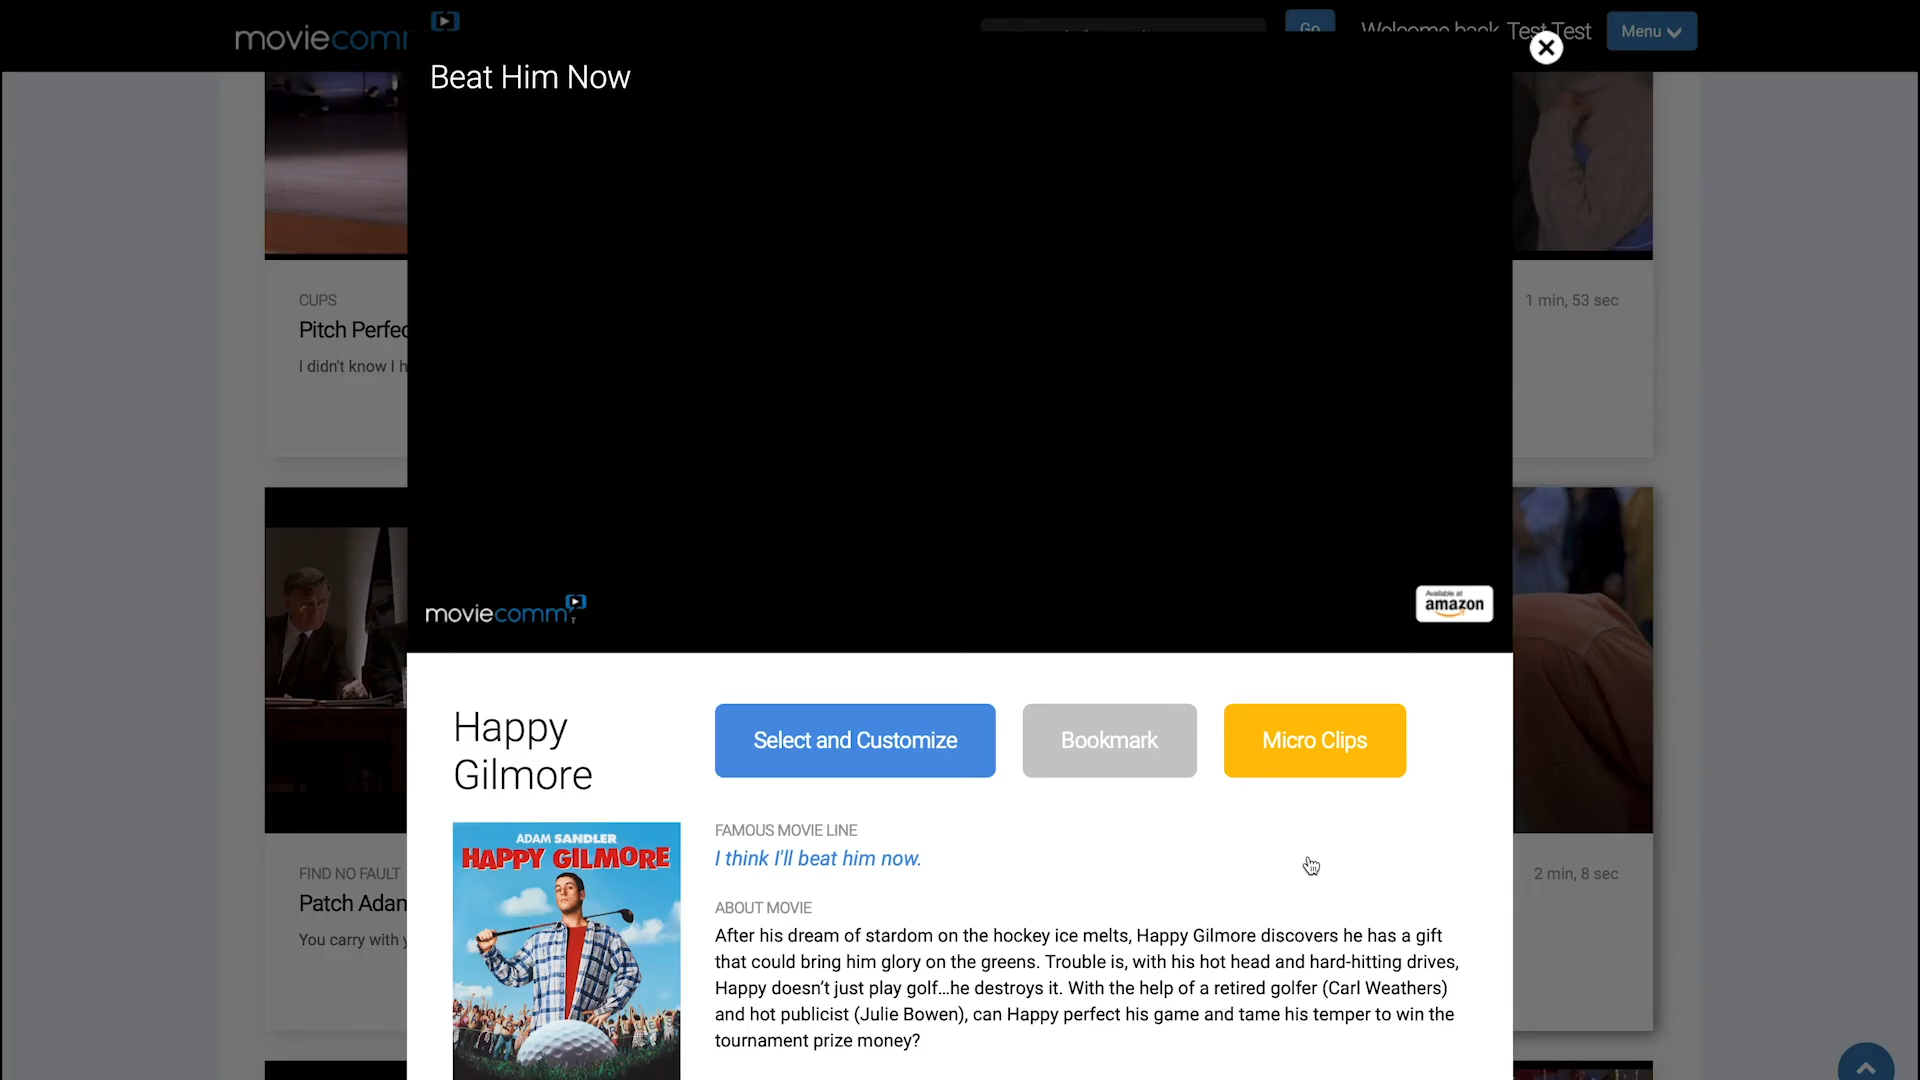 moviecomm
Go
Welcome back Test Test
Menu
Beat Him Now
CUPS
Pitch Perfec
I didn't know I h
1 min, 53 sec
moviecomm
T
Available at
amazon
Happy
Gilmore
Select and Customize
Bookmark
Micro Clips
ADAM SANDLER
HAPPY GILMORE
FAMOUS MOVIE LINE
I think I'll beat him now.
ABOUT MOVIE
After his dream of stardom on the hockey ice melts, Happy Gilmore discovers he has a gift
that could bring him glory on the greens. Trouble is, with his hot head and hard-hitting drives,
Happy doesn't just play golf...he destroys it. With the help of a retired golfer (Carl Weathers)
and hot publicist (Julie Bowen), can Happy perfect his game and tame his temper to win the
tournament prize money?
FIND NO FAULT
Patch Adan
You carry with y
2 min, 8 sec